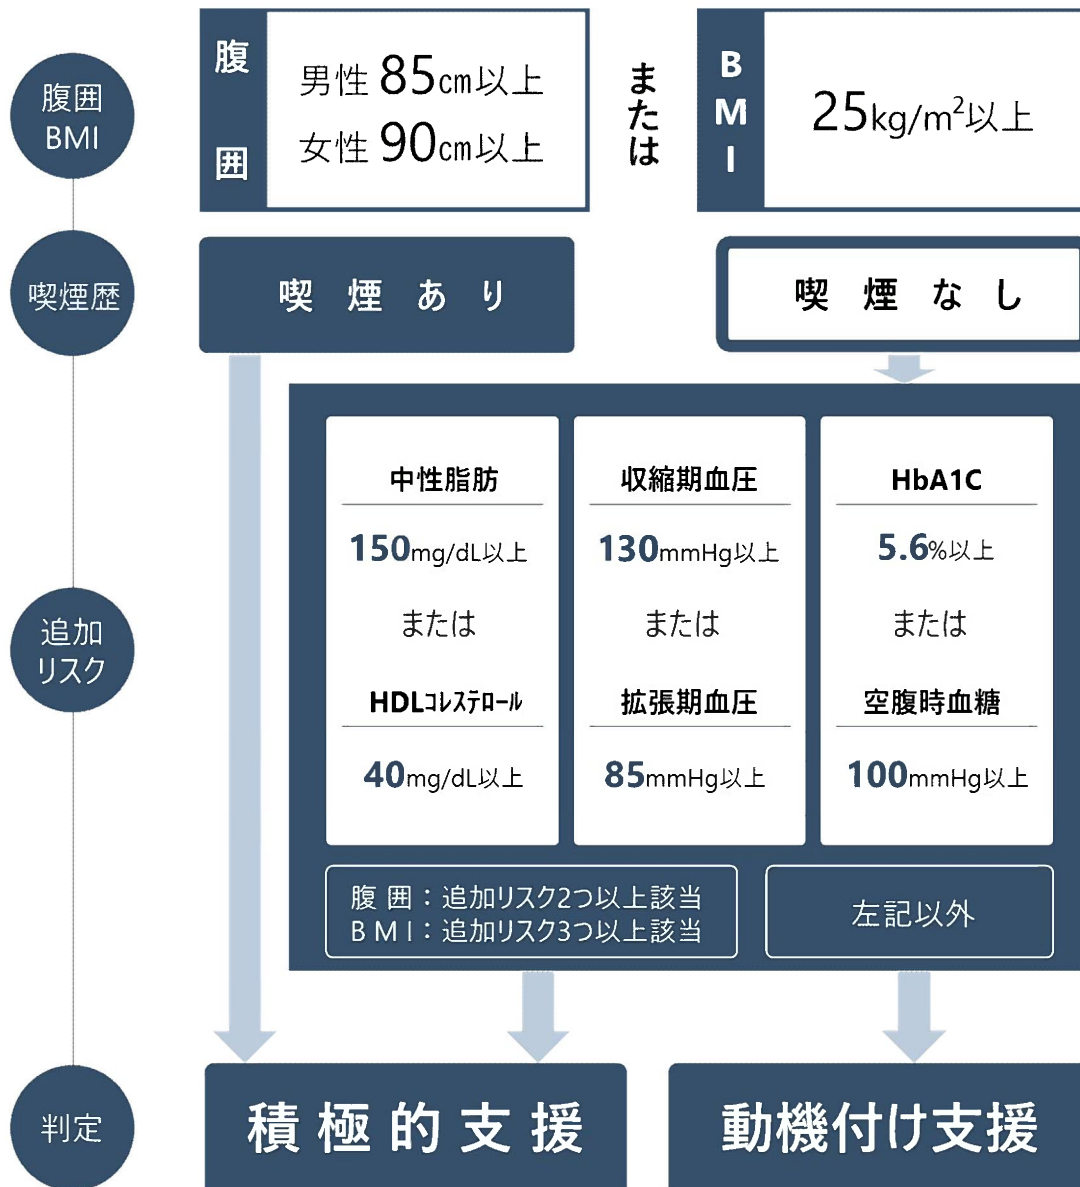 腹囲
BMI
腹囲
男性 85cm以上
女性 90cm以上
または
BMI
25kg/m²以上
喫煙歴
喫煙あり
喫煙なし
追加
リスク
中性脂肪
150mg/dL以上
または
HDLコレステロール
40mg/dL以上
収縮期血圧
130mmHg以上
または
拡張期血圧
85mmHg以上
HbA1C
5.6%以上
または
空腹時血糖
100mmHg以上
腹囲：追加リスク2つ以上該当
BMI：追加リスク3つ以上該当
左記以外
判定
積極的支援
動機付け支援